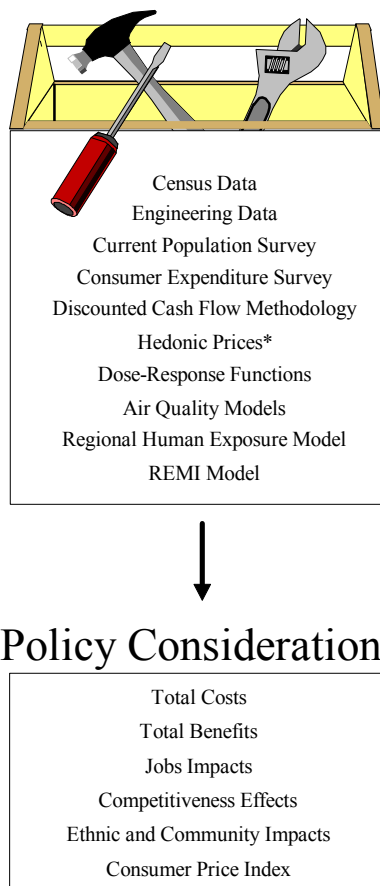 Census Data
Engineering Data
Current Population Survey
Consumer Expenditure Survey
Discounted Cash Flow Methodology
Hedonic Prices*
Dose-Response Functions
Air Quality Models
Regional Human Exposure Model
REMI Model
Policy Consideration
Total Costs
Total Benefits
Jobs Impacts
Competitiveness Effects
Ethnic and Community Impacts
Consumer Price Index